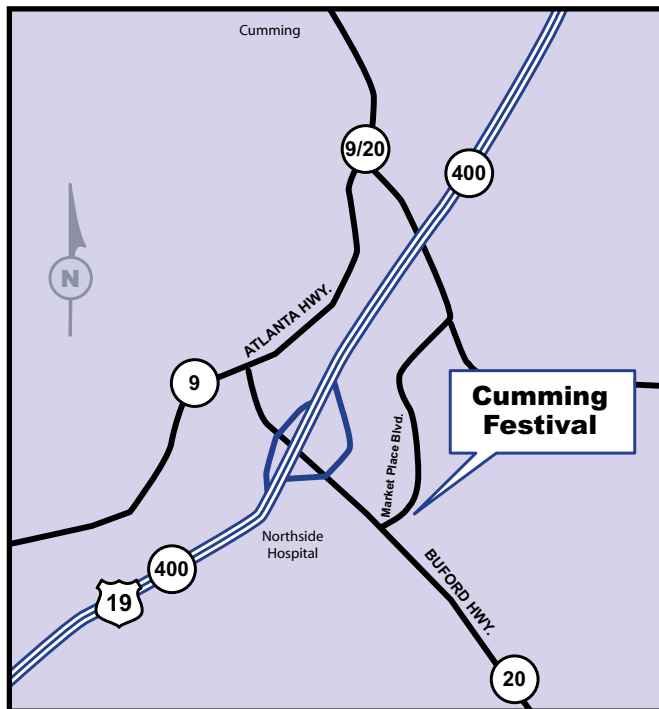 Cumming
9/20
400
N
ATLANTA HWY.
9
Cumming
Festival
Market Place Blvd.
Northside
Hospital
BUFORD HWY.
400
19
20